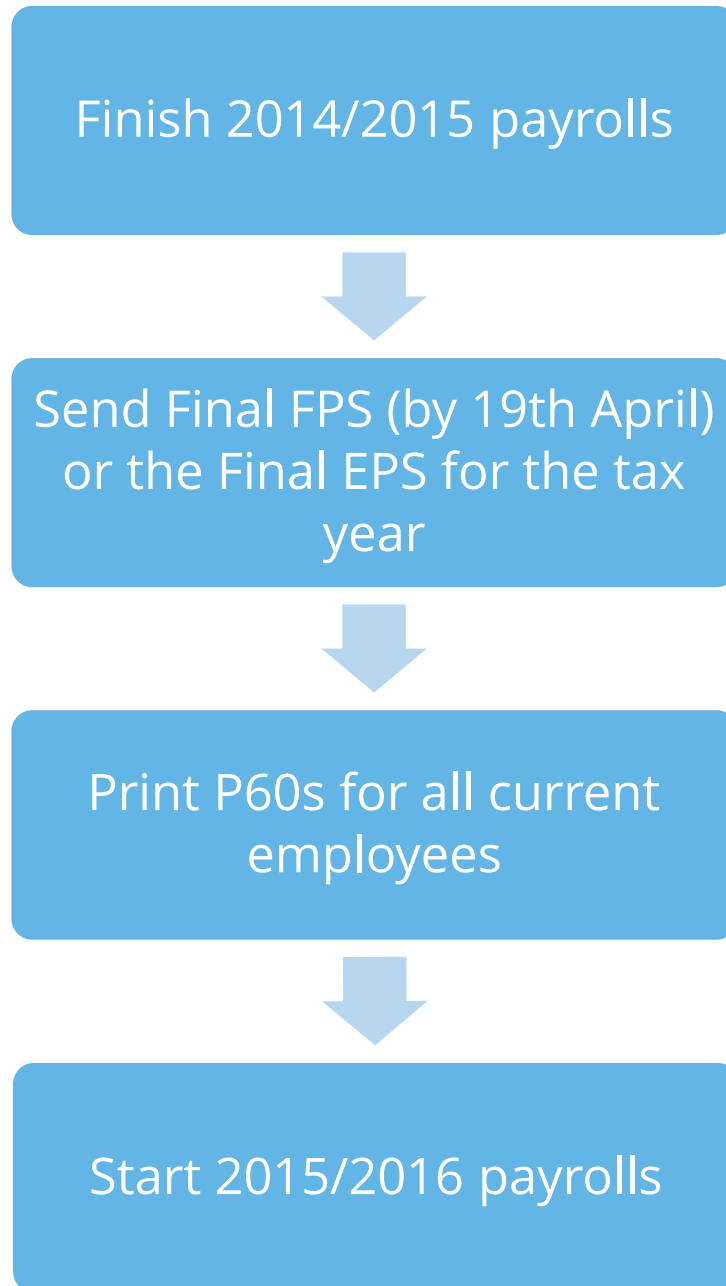 Finish 2014/2015 payrolls
Send Final FPS (by 19th April)
or the Final EPS for the tax
year
Print P60s for all current
employees
Start 2015/2016 payrolls